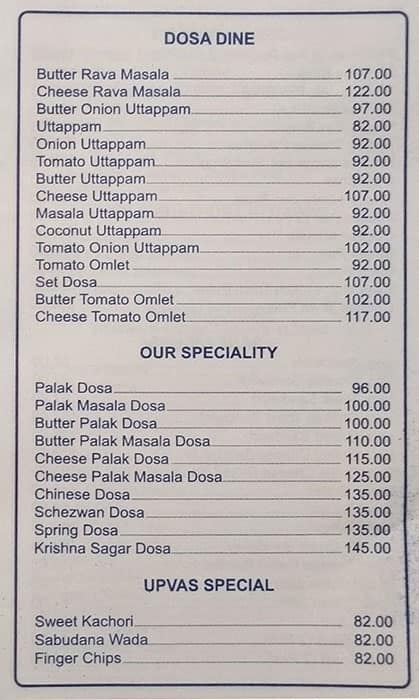 DOSA DINE
Butter Rava Masala 107.00
Cheese Rava Masala 122.00
Butter Onion Uttappam 97.00
Uttappam 82.00
Onion Uttappam 92.00
Tomato Uttappam 92.00
Butter Uttappam 92.00
Cheese Uttappam 107.00
Masala Uttappam 92.00
Coconut Uttappam 92.00
Tomato Onion Uttappam 102.00
Tomato Omlet 92.00
Set Dosa 107.00
Butter Tomato Omlet 102.00
Cheese Tomato Omlet 117.00
OUR SPECIALITY
Palak Dosa 96.00
Palak Masala Dosa 100.00
Butter Palak Dosa 100.00
Butter Palak Masala Dosa 110.00
Cheese Palak Dosa 115.00
Cheese Palak Masala Dosa 125.00
Chinese Dosa 135.00
Schezwan Dosa 135.00
Spring Dosa 135.00
Krishna Sagar Dosa 145.00
UPVAS SPECIAL
Sweet Kachori 82.00
Sabudana Wada 82.00
Finger Chips 82.00